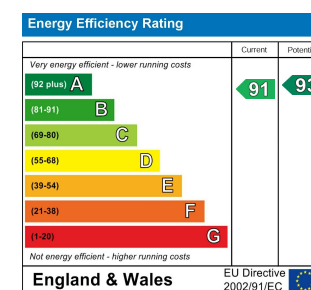 Energy Efficiency Rating
Current Potenti
Very energy efficient - lower running costs
(92 plus) A
(81-91) B
(69-80) C
(55-68) D
(39-54) E
(21-38) F
(1-20) G
91
93
Not energy efficient - higher running costs
England & Wales
EU Directive
2002/91/EC